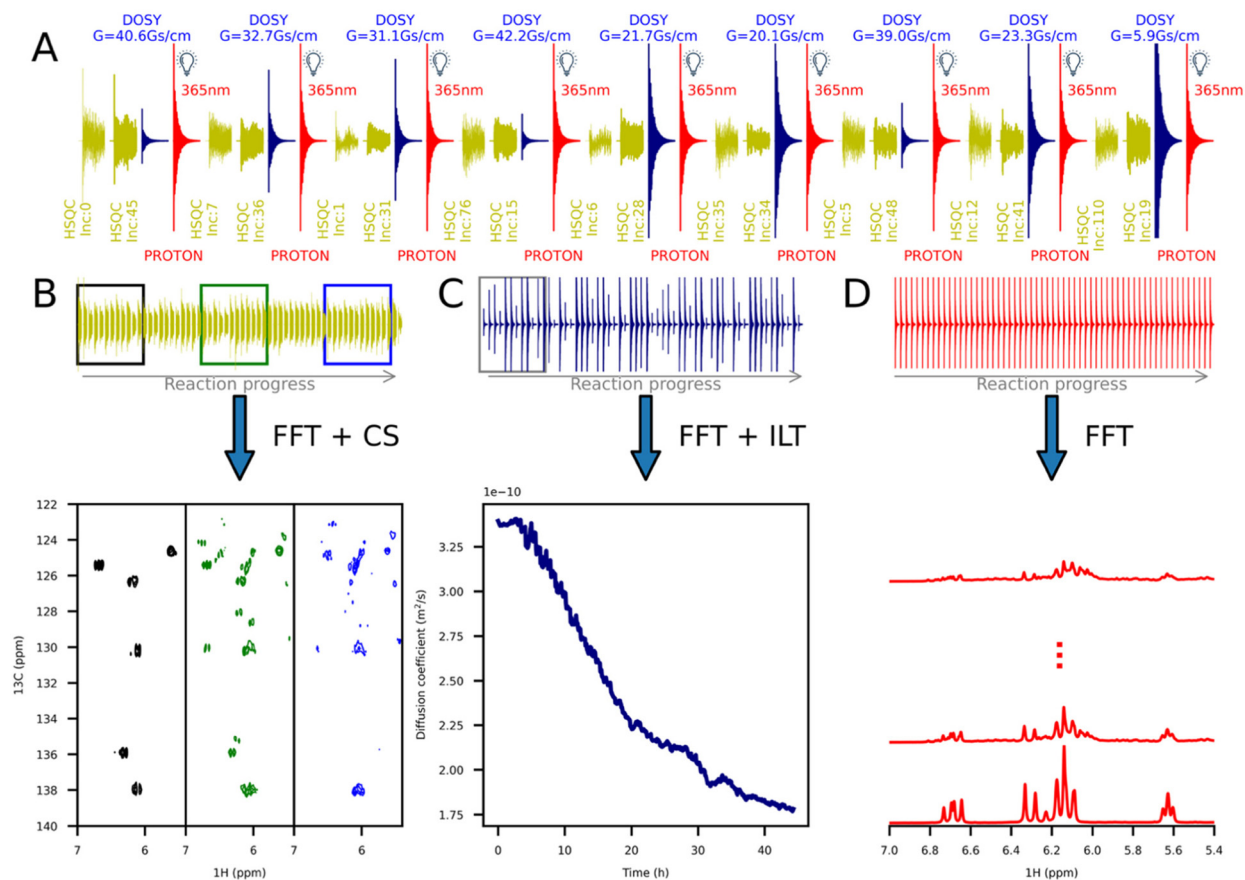 A
DOSY
G=40.6Gs/cm
DOSY
G=32.7Gs/cm
DOSY
G=31.1Gs/cm
DOSY
G=42.2Gs/cm
DOSY
G=21.7Gs/cm
DOSY
G=20.1Gs/cm
DOSY
G=39.0Gs/cm
DOSY
G=23.3Gs/cm
DOSY
G=5.9Gs/cm
365nm
365nm
365nm
365nm
365nm
365nm
365nm
365nm
365nm
HSQC
Inc:0
HSQC
Inc:45
HSQC
Inc:7
HSQC
Inc:36
HSQC
Inc:1
HSQC
Inc:31
HSQC
Inc:76
HSQC
Inc:15
HSQC
Inc:6
HSQC
Inc:28
HSQC
Inc:35
HSQC
Inc:34
HSQC
Inc:5
HSQC
Inc:48
HSQC
Inc:12
HSQC
Inc:41
HSQC
Inc:110
HSQC
Inc:19
PROTON
PROTON
PROTON
PROTON
PROTON
PROTON
PROTON
PROTON
PROTON
B
Reaction progress
FFT + CS
122
124
126
128
130
132
134
136
138
140
13C (ppm)
7
6
7
6
7
6
1H (ppm)
C
Reaction progress
FFT + ILT
1e−10
3.25
3.00
2.75
2.50
2.25
2.00
1.75
Diffusion coefficient (m²/s)
0
10
20
30
40
Time (h)
D
Reaction progress
FFT
7.0
6.8
6.6
6.4
6.2
6.0
5.8
5.6
5.4
1H (ppm)